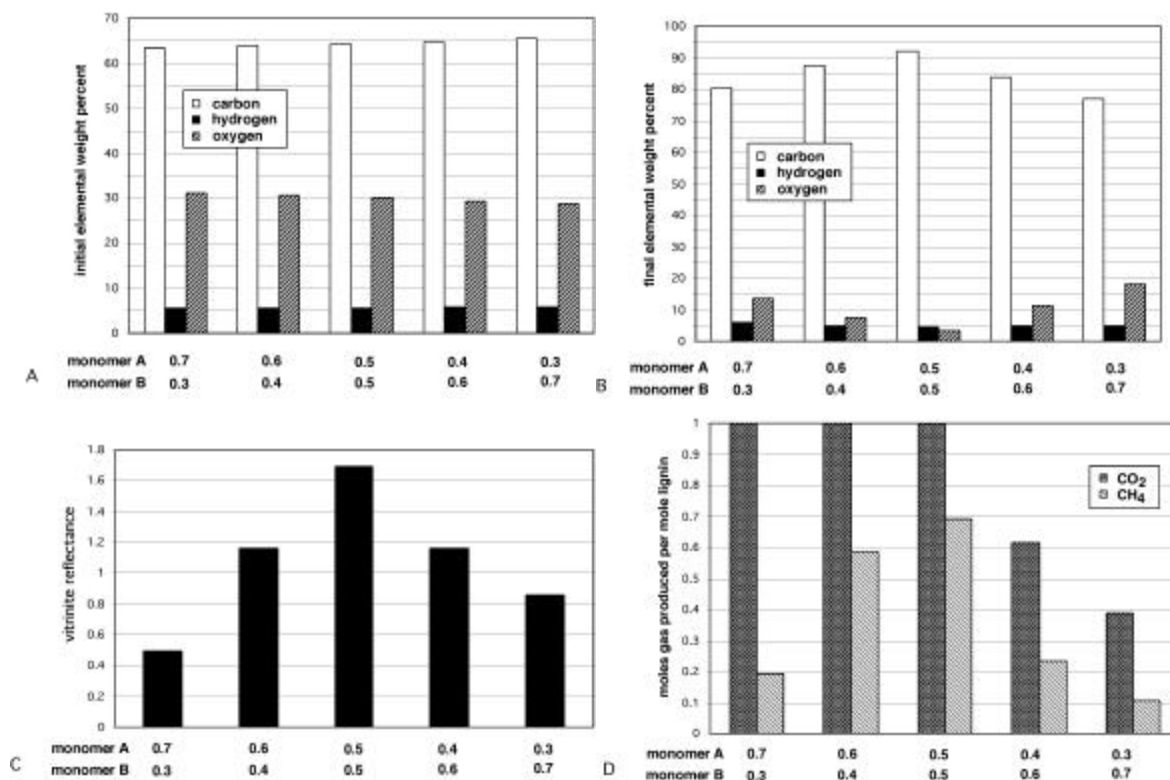 initial elemental weight percent
70
60
50
40
30
20
10
0
carbon
hydrogen
oxygen
monomer A 0.7 0.6 0.5 0.4 0.3
monomer B 0.3 0.4 0.5 0.6 0.7
A
final elemental weight percent
100
90
80
70
60
50
40
30
20
10
0
carbon
hydrogen
oxygen
monomer A 0.7 0.6 0.5 0.4 0.3
monomer B 0.3 0.4 0.5 0.6 0.7
B
vitrinite reflectance
1.8
1.6
1.4
1.2
1
0.8
0.6
0.4
0.2
0
monomer A 0.7 0.6 0.5 0.4 0.3
monomer B 0.3 0.4 0.5 0.6 0.7
C
moles gas produced per mole lignin
1
0.9
0.8
0.7
0.6
0.5
0.4
0.3
0.2
0.1
0
CO2
CH4
monomer A 0.7 0.6 0.5 0.4 0.3
monomer B 0.3 0.4 0.5 0.6 0.7
D